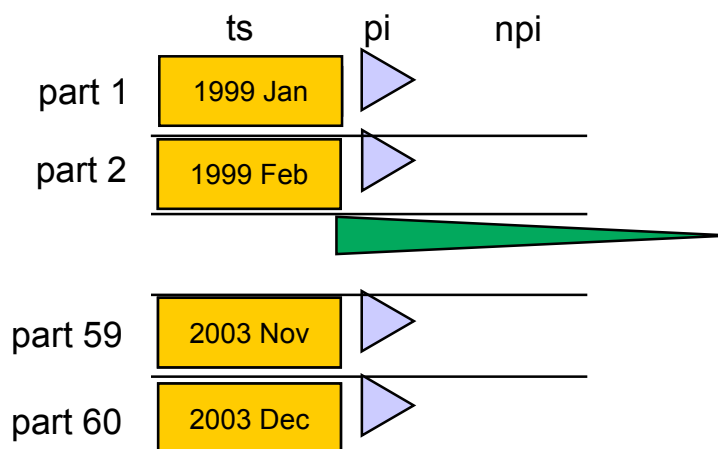 ts pi npi
part 1 1999 Jan
part 2 1999 Feb
part 59 2003 Nov
part 60 2003 Dec